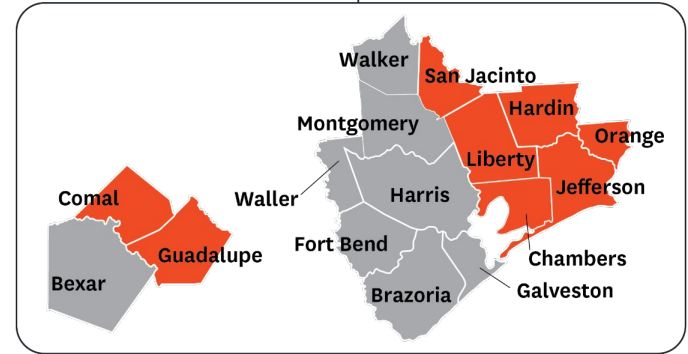 Walker
San Jacinto
Hardin
Montgomery
Orange
Liberty
Jefferson
Comal
Waller
Harris
Fort Bend
Guadalupe
Chambers
Bexar
Brazoria
Galveston